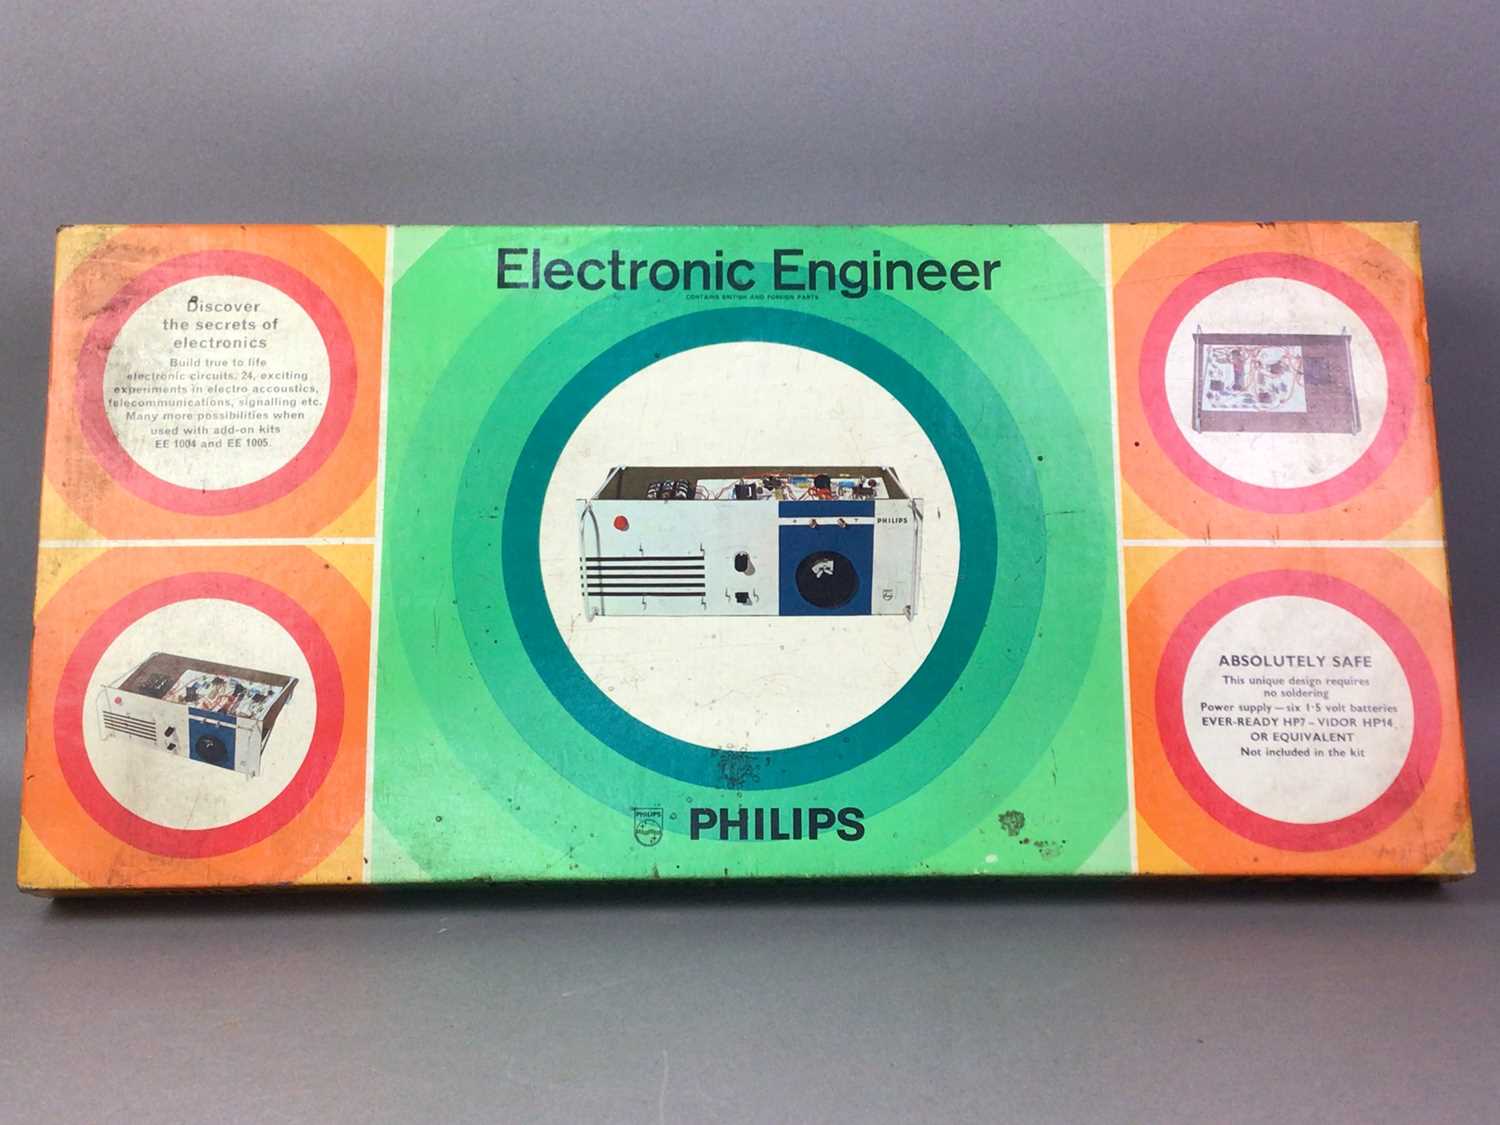 Electronic Engineer
CONTAINS BRITISH AND FOREIGN PARTS
Discover
the secrets of
electronics
Build true to life
electronic circuits. 24, exciting
experiments in electro accoustics,
telecommunications, signalling etc.
Many more possibilities when
used with add-on kits
EE 1004 and EE 1005.
PHILIPS
ABSOLUTELY SAFE
This unique design requires
no soldering
Power supply – six 1·5 volt batteries
EVER-READY HP7 – VIDOR HP14
OR EQUIVALENT
Not included in the kit
PHILIPS
PHILIPS